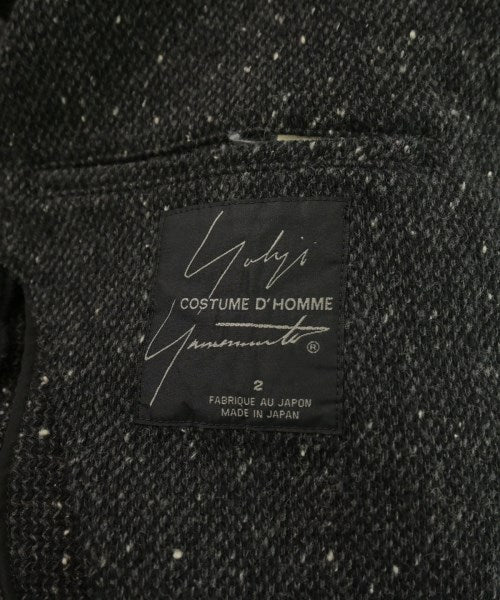 Yohji
COSTUME D'HOMME
Yamamoto ®
2
FABRIQUE AU JAPON
MADE IN JAPAN